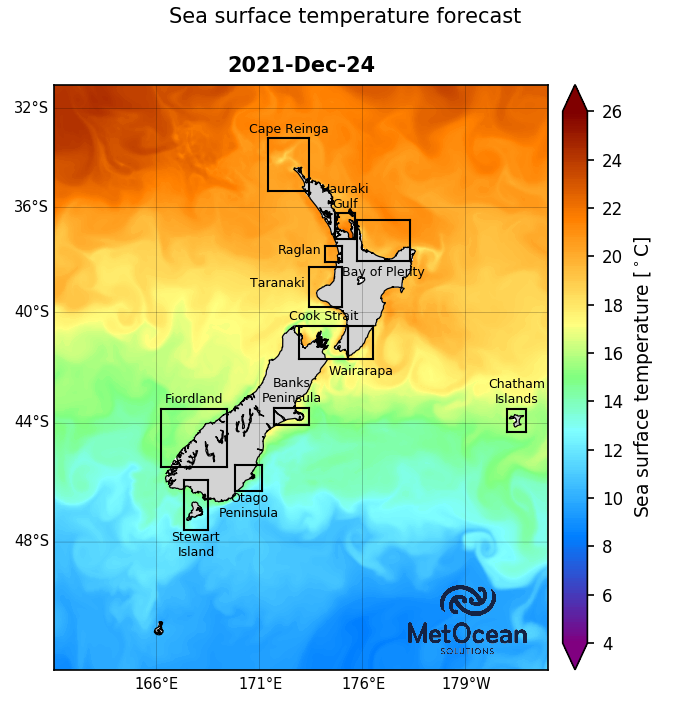 Sea surface temperature forecast
2021-Dec-24
32°S
36°S
40°S
44°S
48°S
166°E
171°E
176°E
179°W
Cape Reinga
Hauraki
Gulf
Raglan
Bay of Plenty
Taranaki
Cook Strait
Wairarapa
Banks
Peninsula
Fiordland
Chatham
Islands
Otago
Peninsula
Stewart
Island
MetOcean
SOLUTIONS
26
24
22
20
18
16
14
12
10
8
6
4
Sea surface temperature [°C]